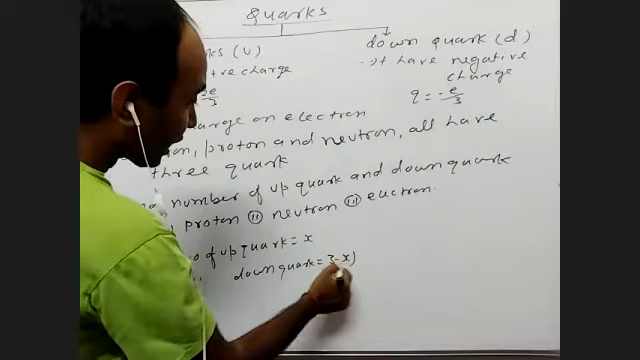 Quarks
ks (U) down quark (d)
+ve charge → It have negative
charge
2e/3 q = -e/3
charge on electron
proton and neutron, all have
three quark
number of up quark and down quark
proton (ii) neutron (iii) electron.
o of up quark = x
" down quark = 3-x)